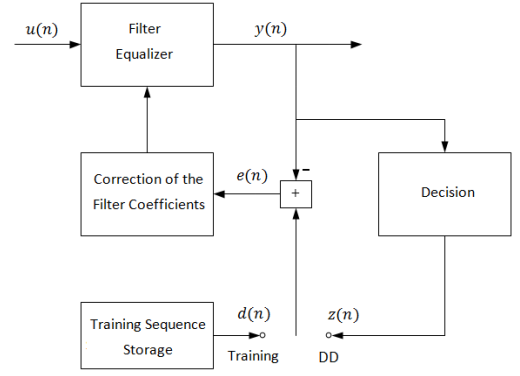 u(n)
Filter
Equalizer
y(n)
Correction of the
Filter Coefficients
e(n)
-
+
Decision
Training Sequence
Storage
d(n)
Training
z(n)
DD